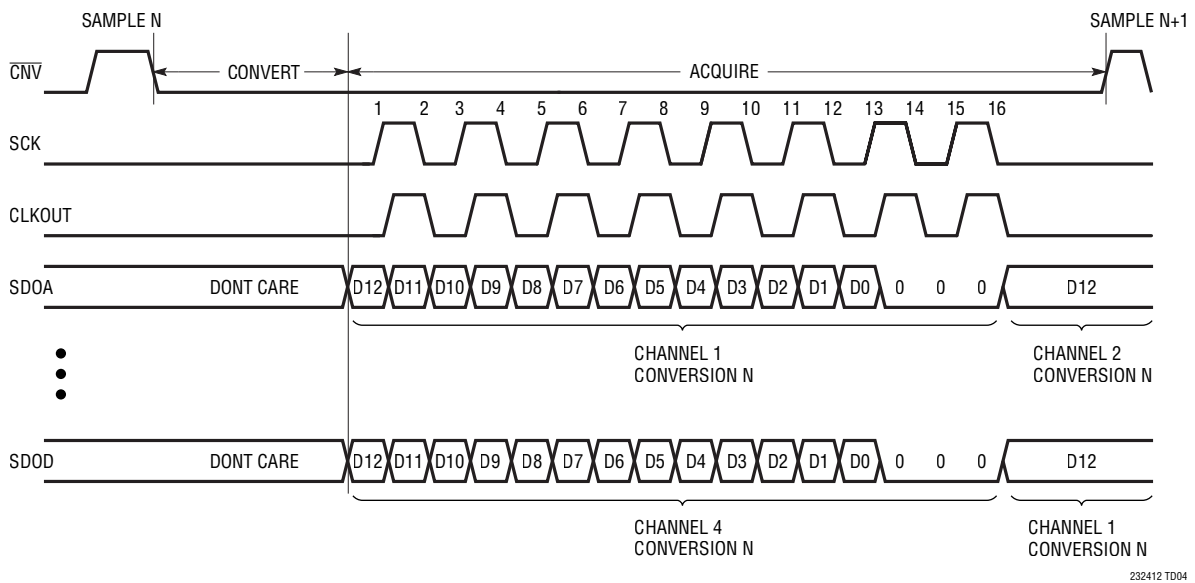 SAMPLE N SAMPLE N+1
CNV CONVERT ACQUIRE
1 2 3 4 5 6 7 8 9 10 11 12 13 14 15 16
SCK
CLKOUT
SDOA DONT CARE D12 D11 D10 D9 D8 D7 D6 D5 D4 D3 D2 D1 D0 0 0 0 D12
CHANNEL 1 CHANNEL 2
CONVERSION N CONVERSION N
SDOD DONT CARE D12 D11 D10 D9 D8 D7 D6 D5 D4 D3 D2 D1 D0 0 0 0 D12
CHANNEL 4 CHANNEL 1
CONVERSION N CONVERSION N
232412 TD04